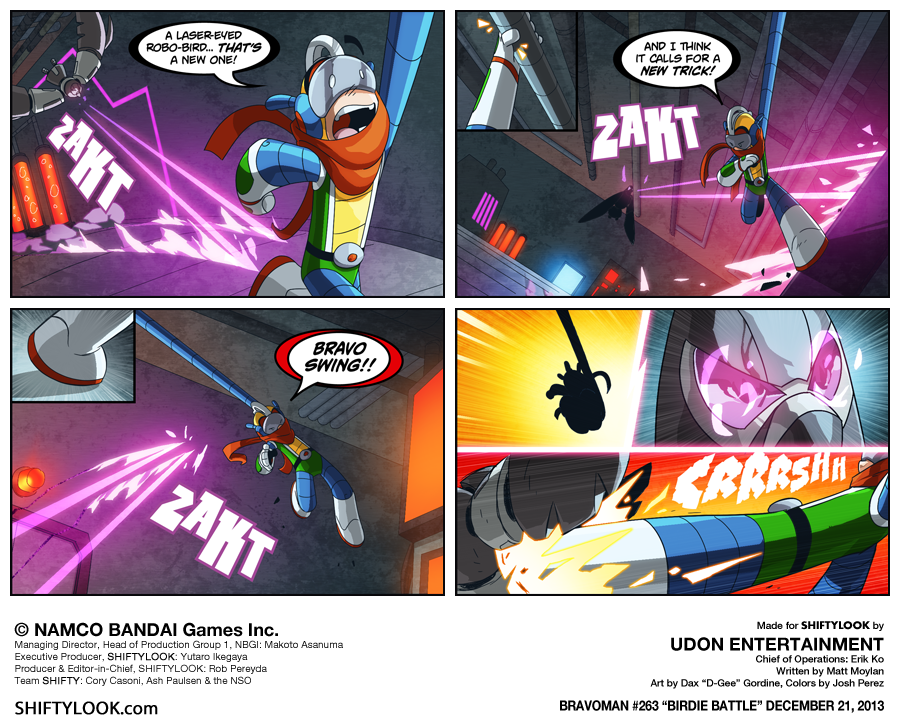 A LASER-EYED
ROBO-BIRD... THAT'S
A NEW ONE!
ZAKT
AND I THINK
IT CALLS FOR A
NEW TRICK!
ZAKT
BRAVO
SWING!!
ZAKT
CRRRSHH
© NAMCO BANDAI Games Inc.
Managing Director, Head of Production Group 1, NBGI: Makoto Asanuma
Executive Producer, SHIFTYLOOK: Yutaro Ikegaya
Producer & Editor-in-Chief, SHIFTYLOOK: Rob Pereyda
Team SHIFTY: Cory Casoni, Ash Paulsen & the NSO
SHIFTYLOOK.com
Made for SHIFTYLOOK by
UDON ENTERTAINMENT
Chief of Operations: Erik Ko
Written by Matt Moylan
Art by Dax “D-Gee” Gordine, Colors by Josh Perez
BRAVOMAN #263 “BIRDIE BATTLE” DECEMBER 21, 2013